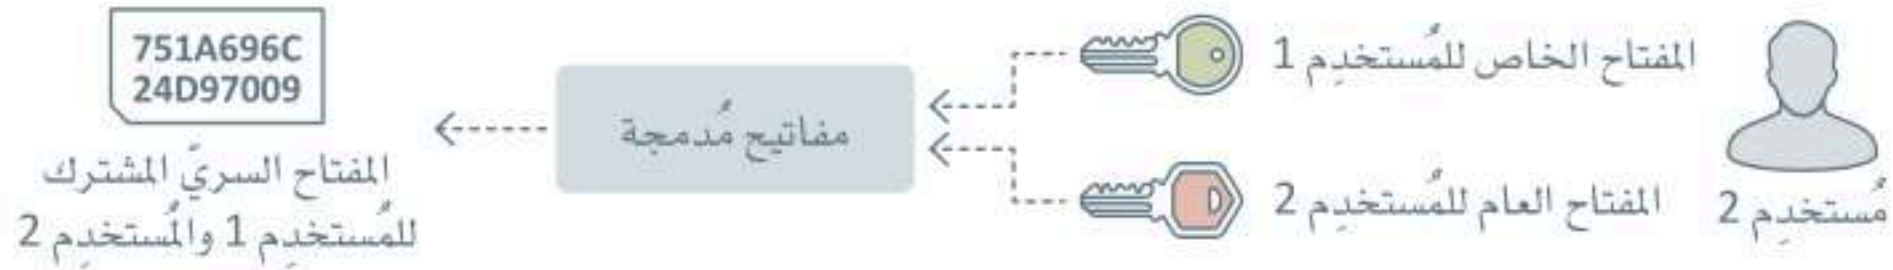 المفتاح الخاص للمُستخدِم 1
المفتاح العام للمُستخدِم 2
مُستخدِم 2
مفاتيح مُدمجة
751A696C
24D97009
المفتاح السريّ المشترك
للمُستخدِم 1 والمُستخدِم 2